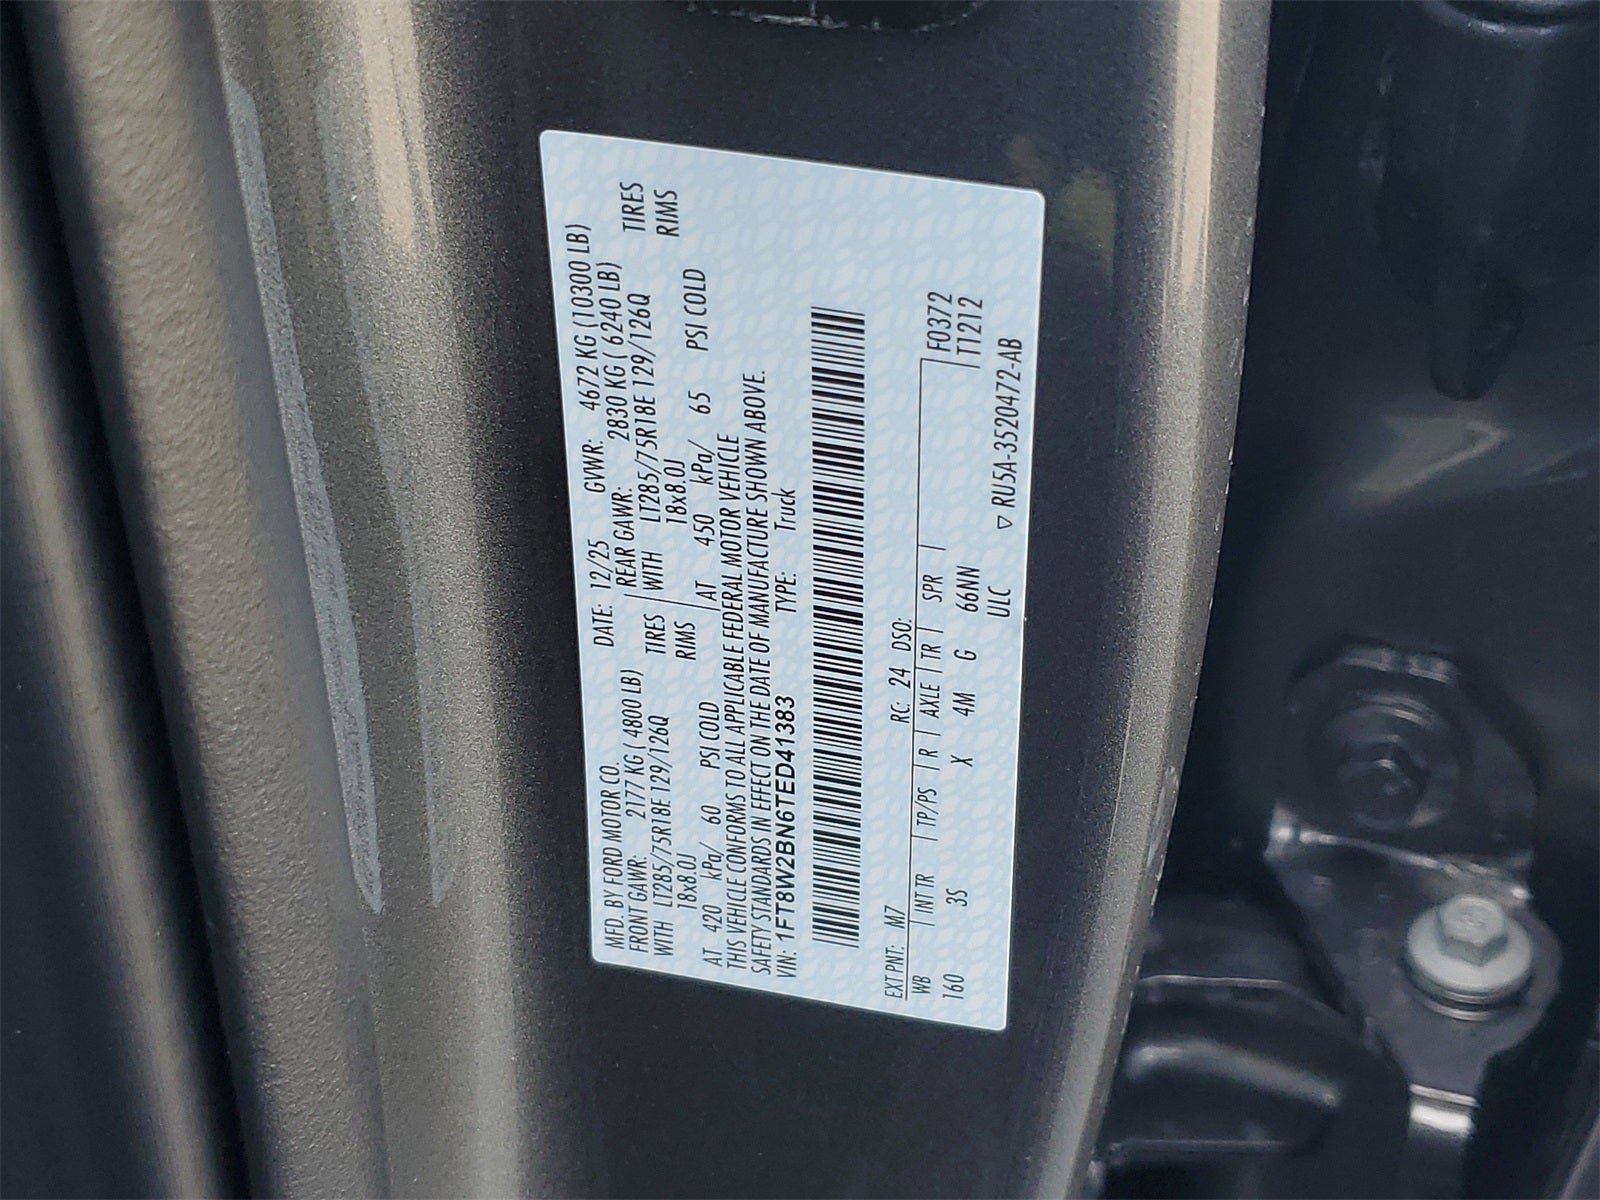 MFD. BY FORD MOTOR CO. DATE: 12/25 GWR: 4672 KG (10300 LB)
FRONT GAWR: 2177 KG ( 4800 LB) REAR GAWR: 2830 KG ( 6240 LB)
WITH LT285/75R18E 129/126Q TIRES WITH LT285/75R18E 129/126Q TIRES
18x8.0J RIMS 18x8.0J RIMS
AT 420 kPa/ 60 PSI COLD AT 450 kPa/ 65 PSI COLD
THIS VEHICLE CONFORMS TO ALL APPLICABLE FEDERAL MOTOR VEHICLE
SAFETY STANDARDS IN EFFECT ON THE DATE OF MANUFACTURE SHOWN ABOVE.
VIN: 1FT8W2BN6TED41383 TYPE: Truck
EXT PNT: M7 RC: 24 DSO:
WB INT TR TP/PS R AXLE TR SPR F0372
160 3S X 4M G 66NN T1212
ULC ▽ RU5A-3520472-AB